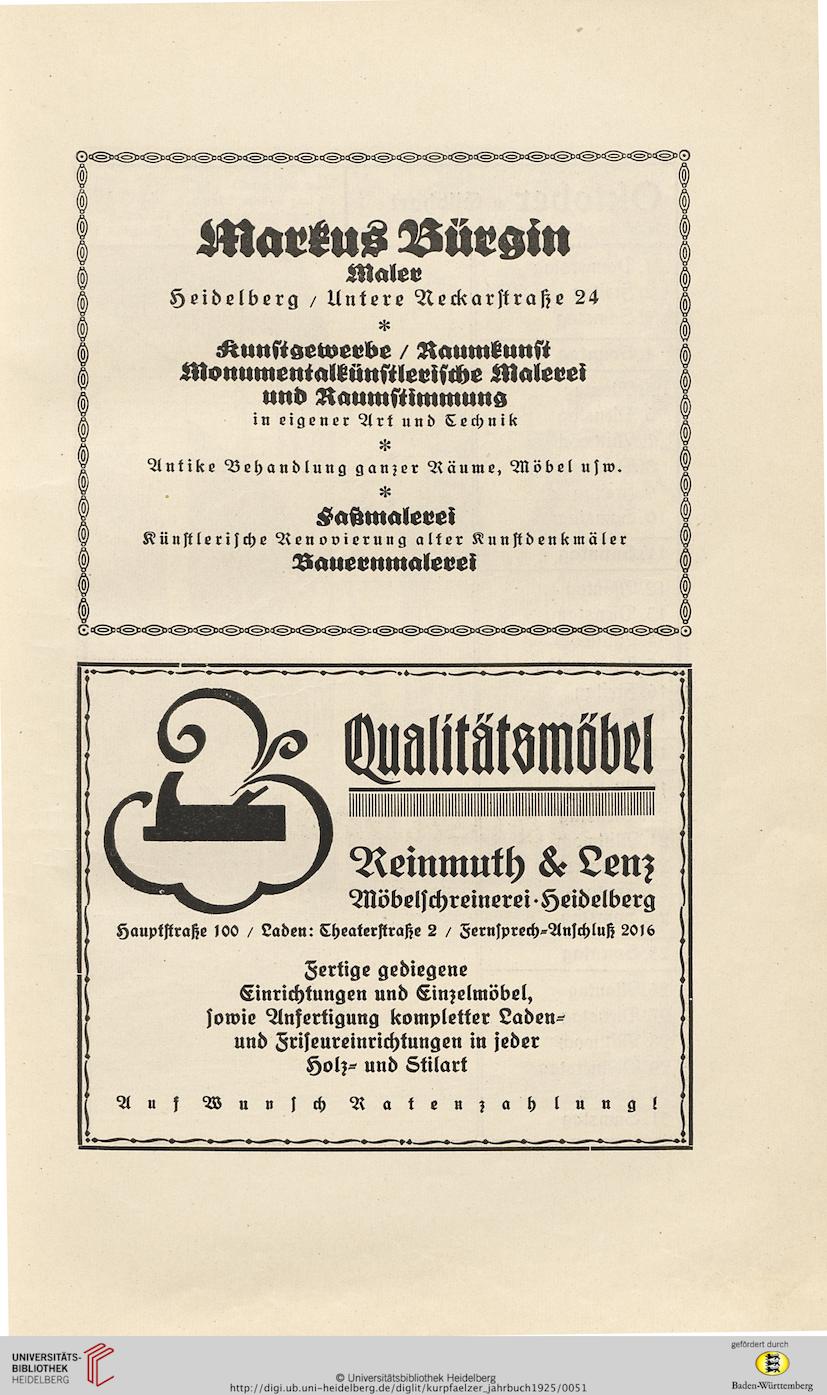 Markus Bürgin
Maler
Heidelberg / Untere Neckarstraße 24
*
Kunstgewerbe / Raumkunst
Monumentalkünstlerische Malerei
und Raumstimmung
in eigener Art und Technik
*
Antike Behandlung ganzer Räume, Möbel usw.
*
Faßmalerei
Künstlerische Renovierung alter Kunstdenkmäler
Bauernmalerei
Qualitätsmöbel
Reinmuth & Lenz
Möbelschreinerei · Heidelberg
Hauptstraße 100 / Laden: Theaterstraße 2 / Fernsprech-Anschluß 2016
Fertige gediegene
Einrichtungen und Einzelmöbel,
sowie Anfertigung kompletter Laden-
und Friseureinrichtungen in jeder
Holz- und Stilart
Auf Wunsch Ratenzahlung!
UNIVERSITÄTS-
BIBLIOTHEK
HEIDELBERG
© Universitätsbibliothek Heidelberg
http://digi.ub.uni-heidelberg.de/diglit/kurpfaelzer_jahrbuch1925/0051
gefördert durch
Baden-Württemberg